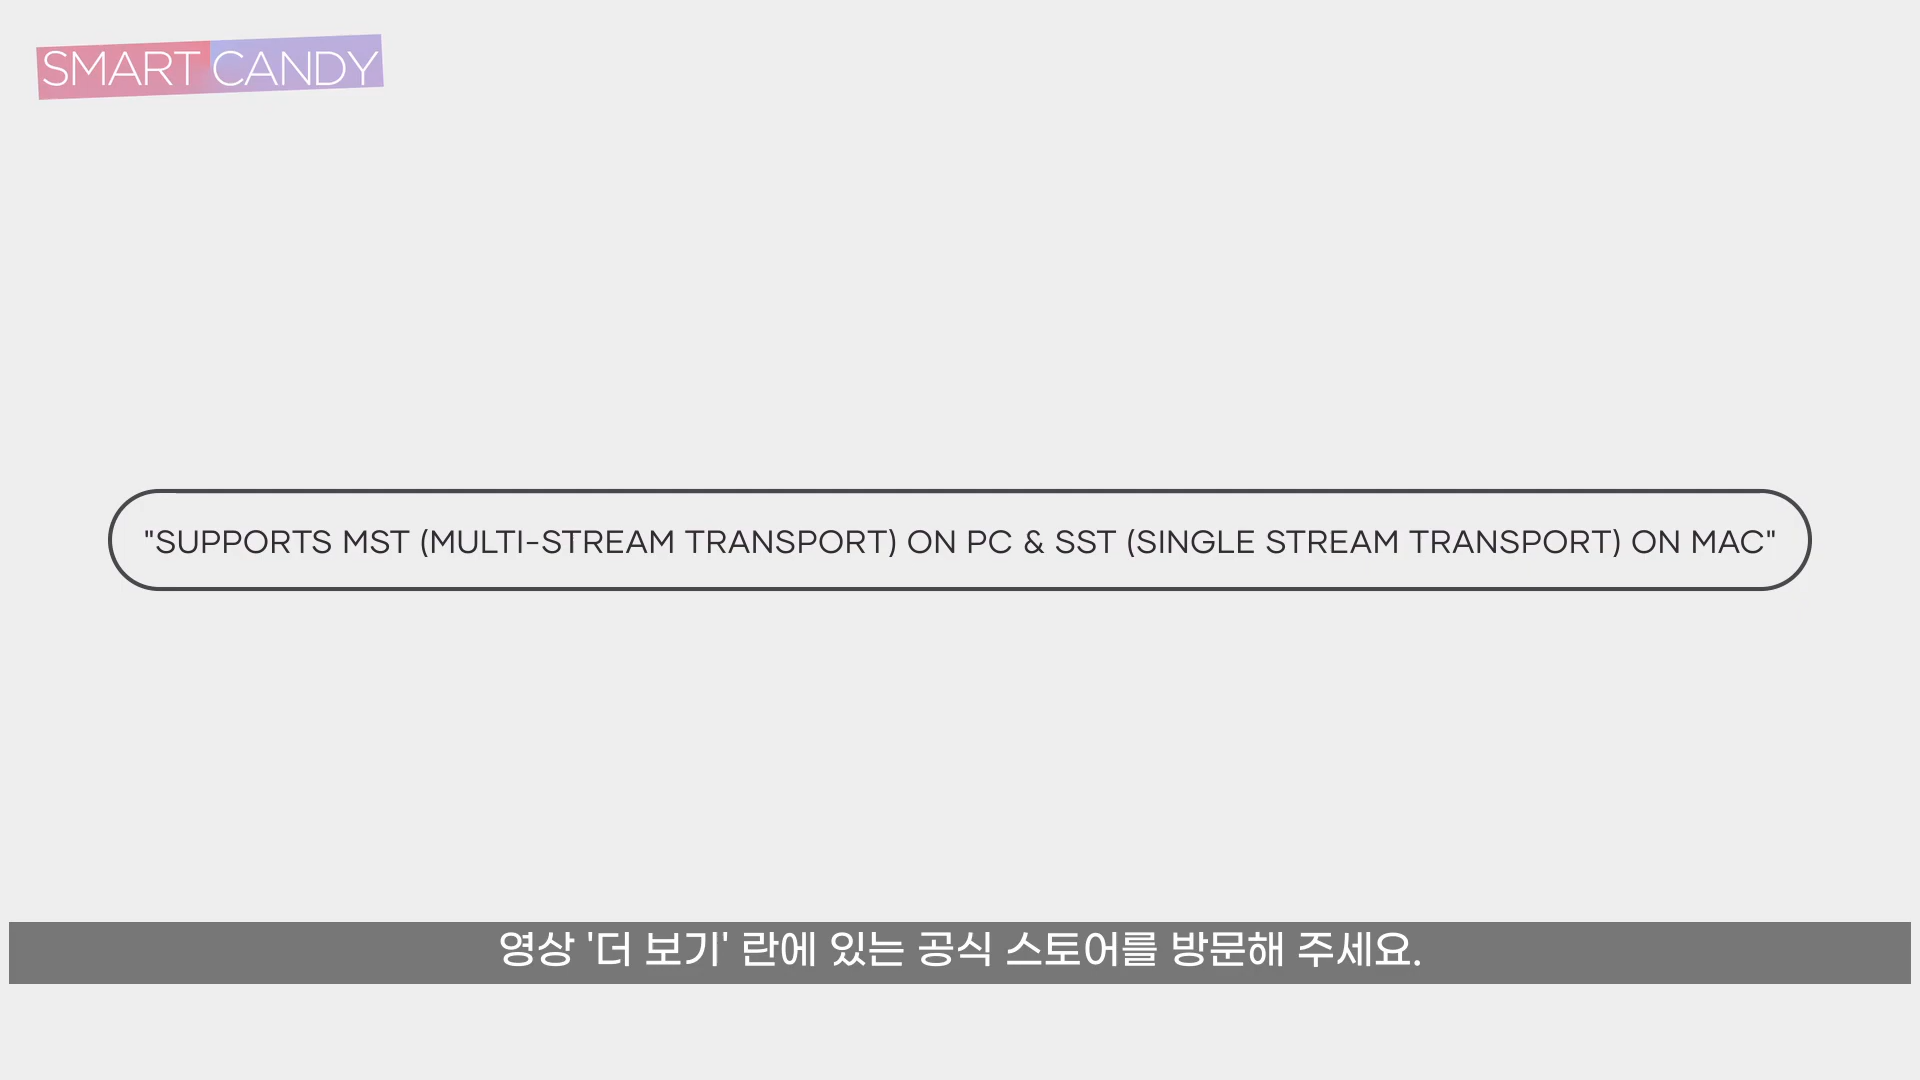 SMART CANDY
"SUPPORTS MST (MULTI-STREAM TRANSPORT) ON PC & SST (SINGLE STREAM TRANSPORT) ON MAC"
영상 '더 보기' 란에 있는 공식 스토어를 방문해 주세요.